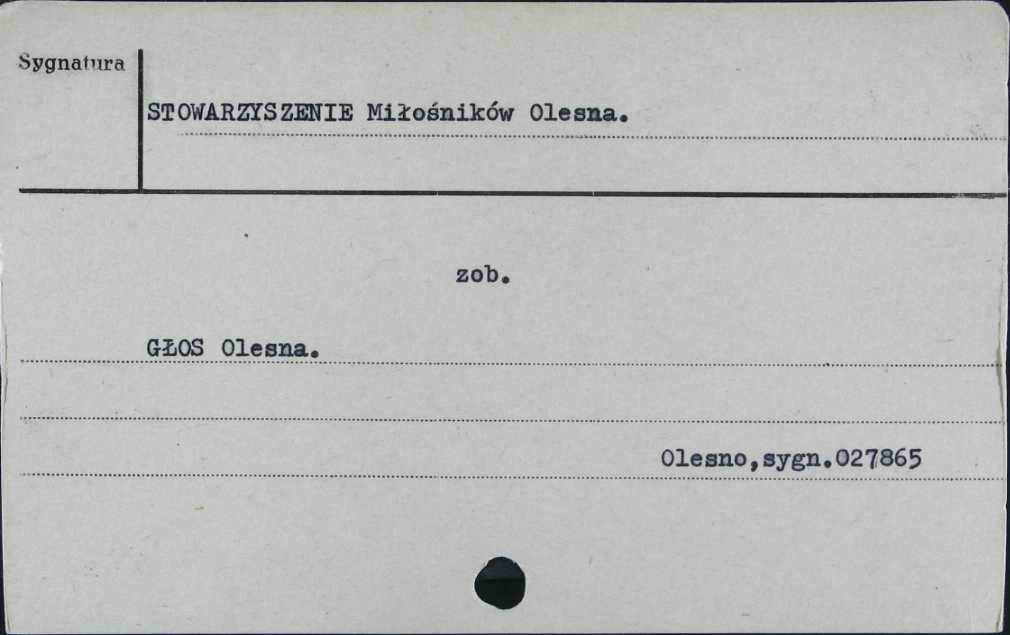 Sygnatura
STOWARZYSZENIE Miłośników Olesna.
zob.
GŁOS Olesna.
Olesno,sygn.027865